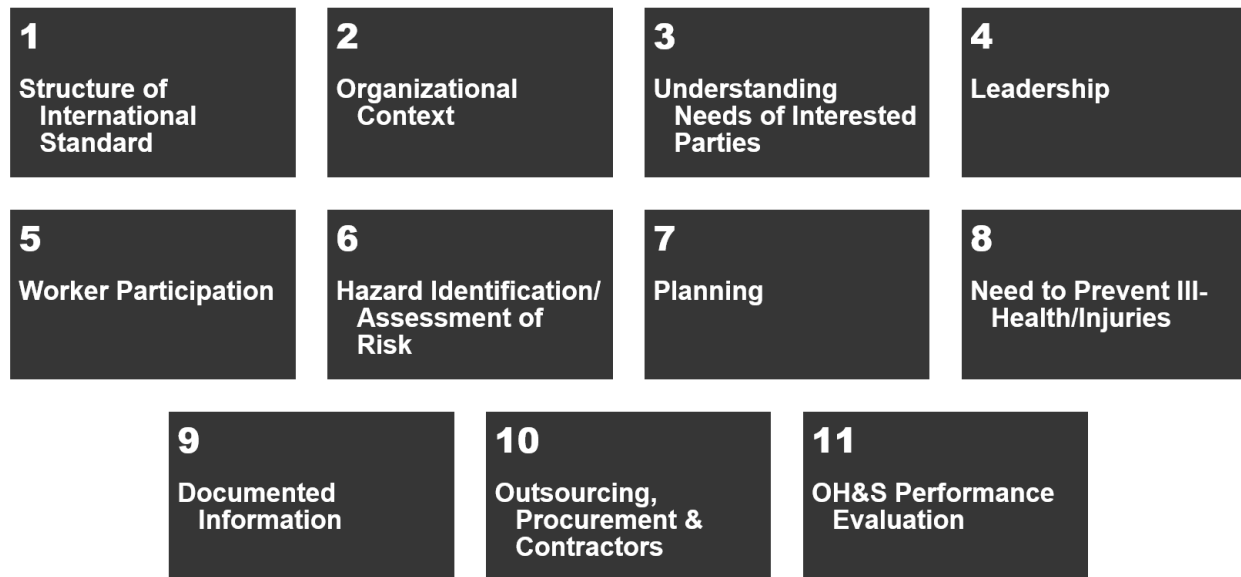 1
Structure of
International
Standard
2
Organizational
Context
3
Understanding
Needs of Interested
Parties
4
Leadership
5
Worker Participation
6
Hazard Identification/
Assessment of
Risk
7
Planning
8
Need to Prevent Ill-
Health/Injuries
9
Documented
Information
10
Outsourcing,
Procurement &
Contractors
11
OH&S Performance
Evaluation